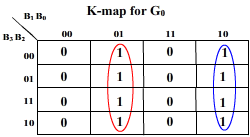 K-map for G₀
B₁ B₀
B₃ B₂ 00 01 11 10
00 0 1 0 1
01 0 1 0 1
11 0 1 0 1
10 0 1 0 1